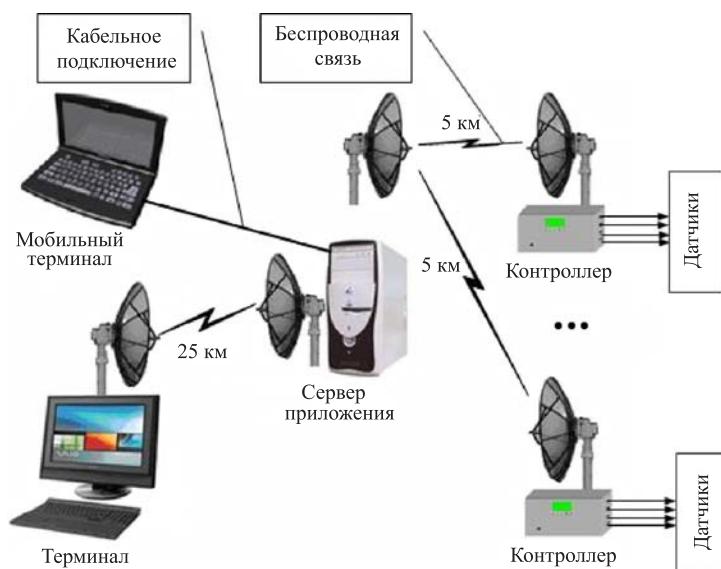 Кабельное
подключение
Беспроводная
связь
5 км
Мобильный
терминал
Контроллер
Датчики
5 км
25 км
Сервер
приложения
Терминал
Контроллер
Датчики